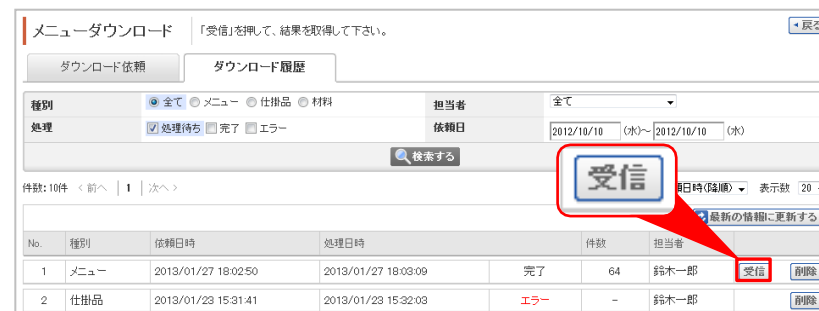 メニューダウンロード 「受信」を押して、結果を取得して下さい。 戻る
ダウンロード依頼 ダウンロード履歴
種別 全て メニュー 仕掛品 材料 担当者 全て
処理 処理待ち 完了 エラー 依頼日 2012/10/10 (水)～ 2012/10/10 (水)
検索する
受信
件数:10件 <前へ | 1 | 次へ> 日時(降順) 表示数 20
最新の情報に更新する
No. 種別 依頼日時 処理日時 件数 担当者
1 メニュー 2013/01/27 18:02:50 2013/01/27 18:03:09 完了 64 鈴木一郎 受信 削除
2 仕掛品 2013/01/23 15:31:41 2013/01/23 15:32:03 エラー － 鈴木一郎 削除